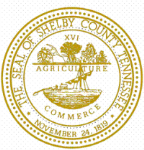 THE SEAL OF SHELBY COUNTY, TENNESSEE
XVI
AGRICULTURE
COMMERCE
NOVEMBER 24, 1819